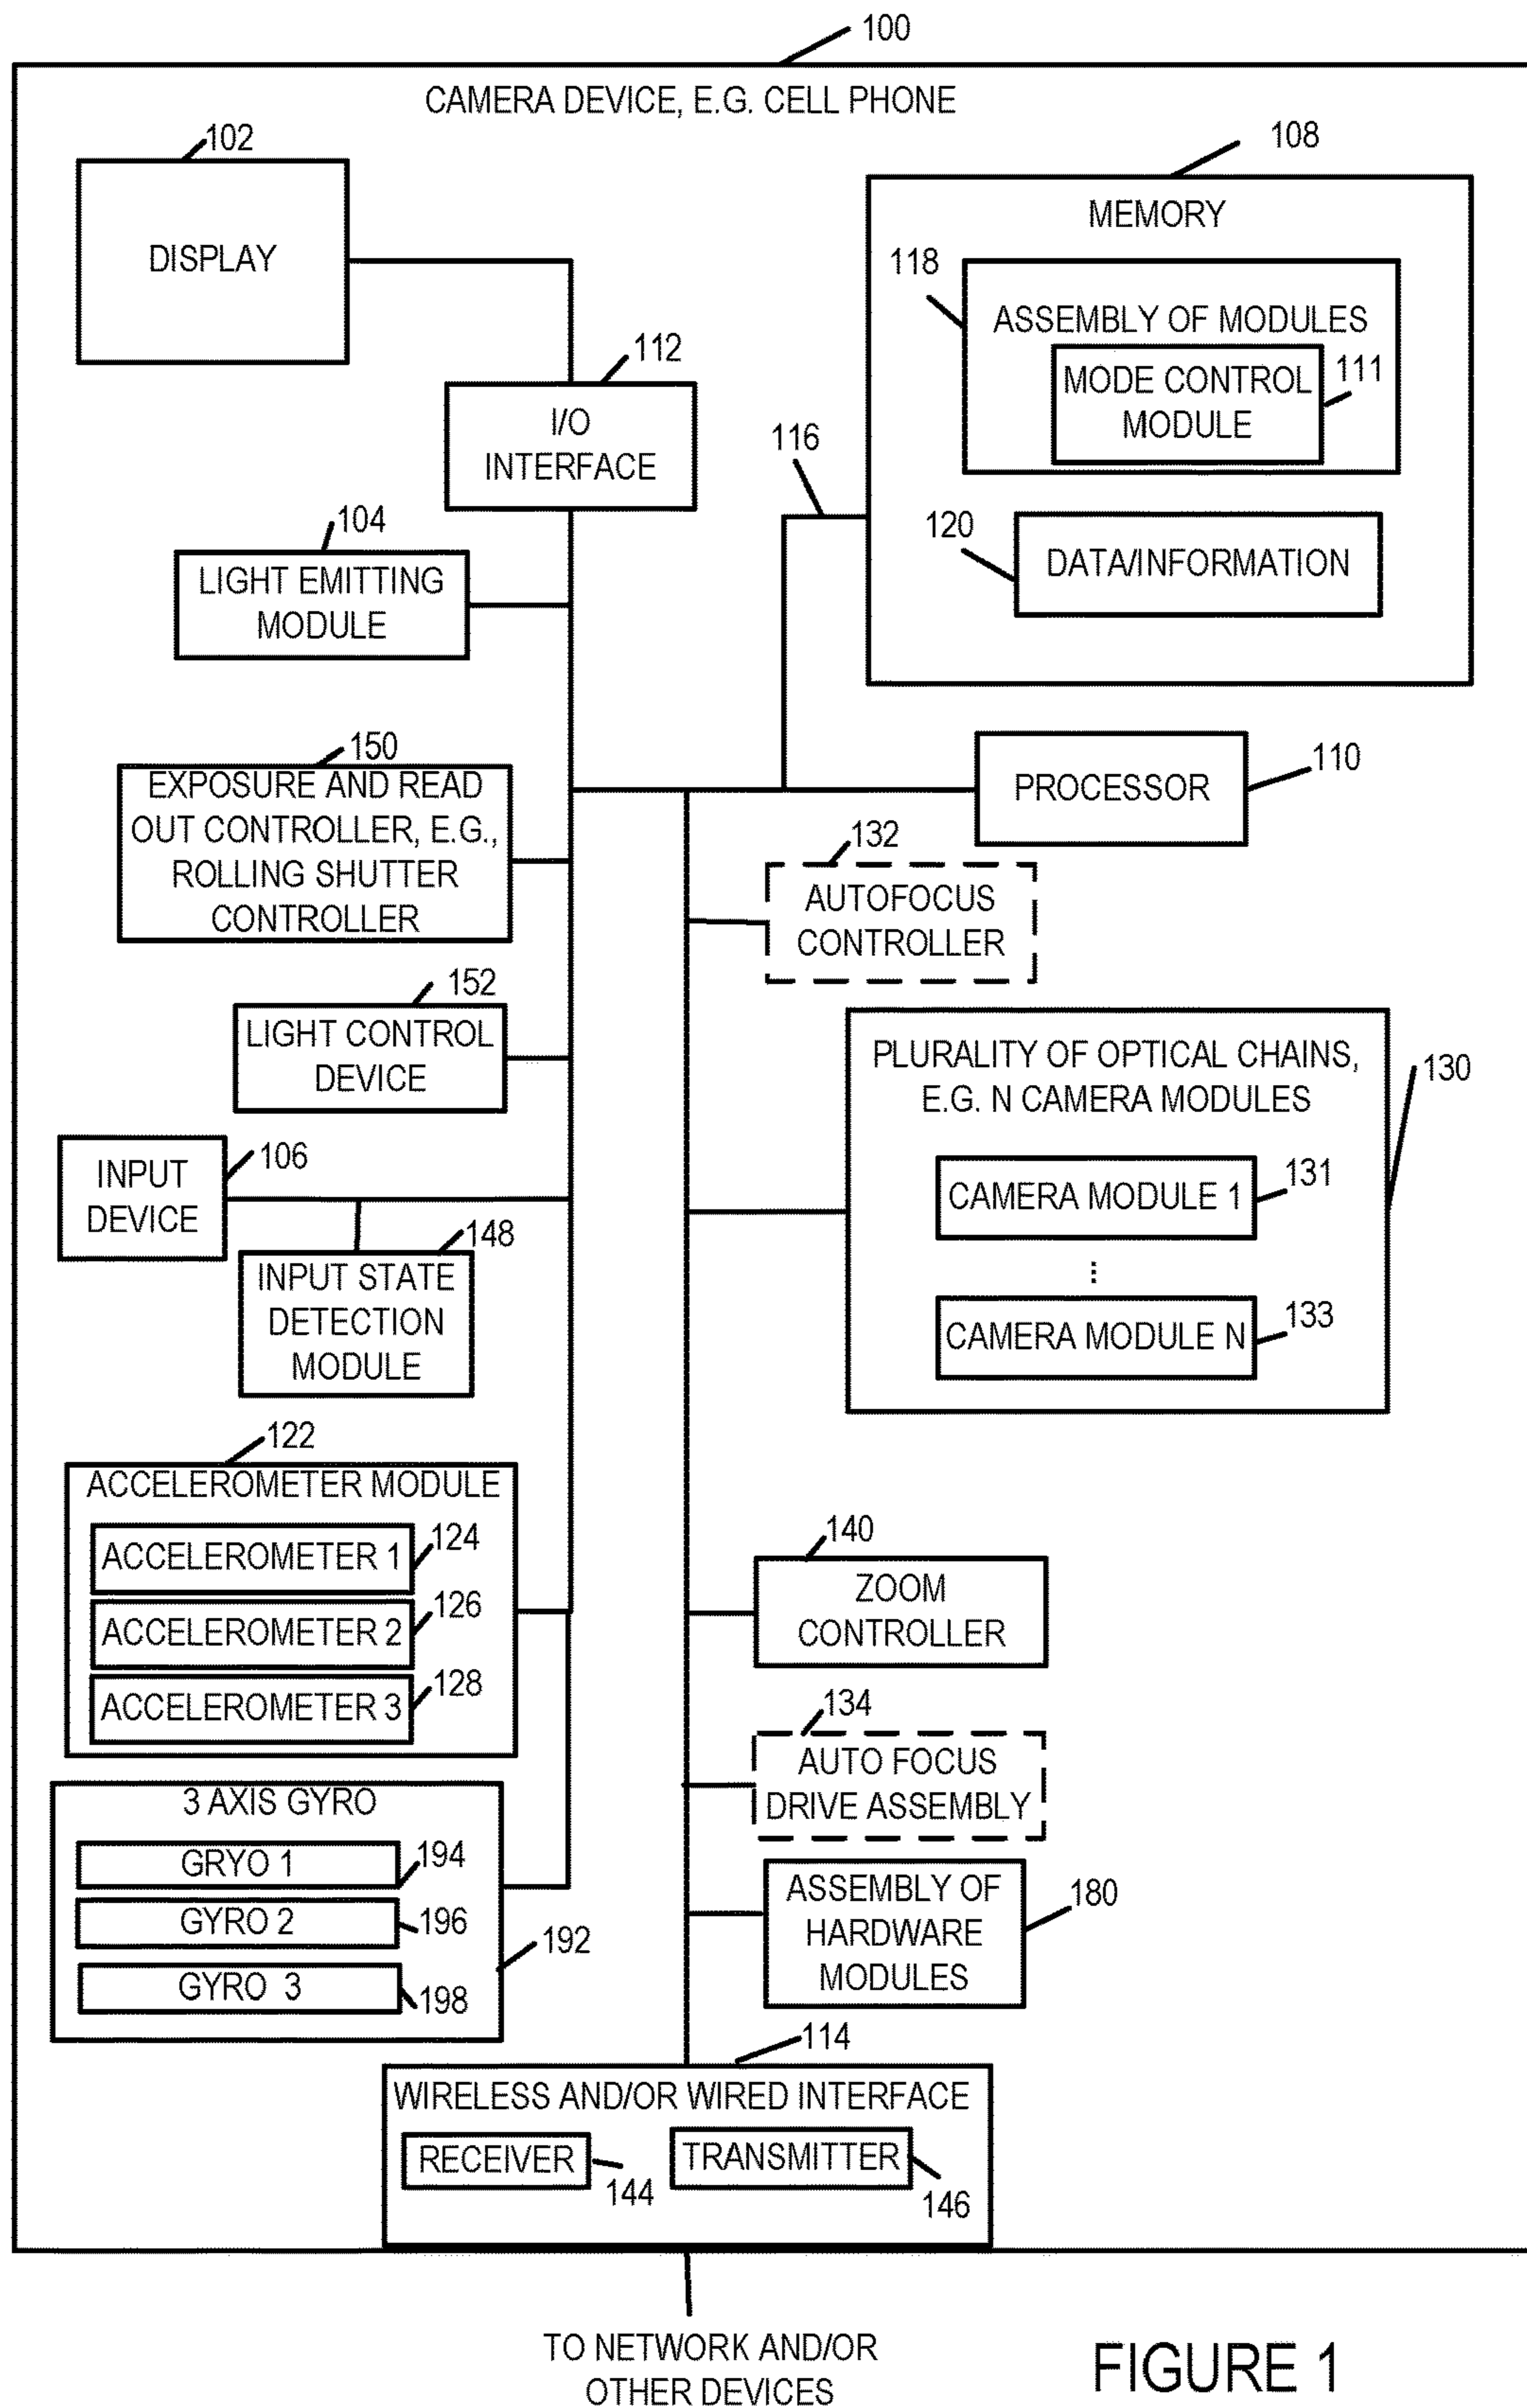 100
CAMERA DEVICE, E.G. CELL PHONE
102
DISPLAY
108
MEMORY
118
ASSEMBLY OF MODULES
MODE CONTROL
MODULE
111
120
DATA/INFORMATION
112
I/O
INTERFACE
116
104
LIGHT EMITTING
MODULE
150
EXPOSURE AND READ
OUT CONTROLLER, E.G.,
ROLLING SHUTTER
CONTROLLER
PROCESSOR
110
132
AUTOFOCUS
CONTROLLER
152
LIGHT CONTROL
DEVICE
PLURALITY OF OPTICAL CHAINS,
E.G. N CAMERA MODULES
130
CAMERA MODULE 1
131
⋮
CAMERA MODULE N
133
INPUT
DEVICE
106
148
INPUT STATE
DETECTION
MODULE
122
ACCELEROMETER MODULE
ACCELEROMETER 1
124
ACCELEROMETER 2
126
ACCELEROMETER 3
128
140
ZOOM
CONTROLLER
134
AUTO FOCUS
DRIVE ASSEMBLY
3 AXIS GYRO
GRYO 1
194
GYRO 2
196
GYRO 3
198
192
ASSEMBLY OF
HARDWARE
MODULES
180
114
WIRELESS AND/OR WIRED INTERFACE
RECEIVER
144
TRANSMITTER
146
TO NETWORK AND/OR
OTHER DEVICES
FIGURE 1